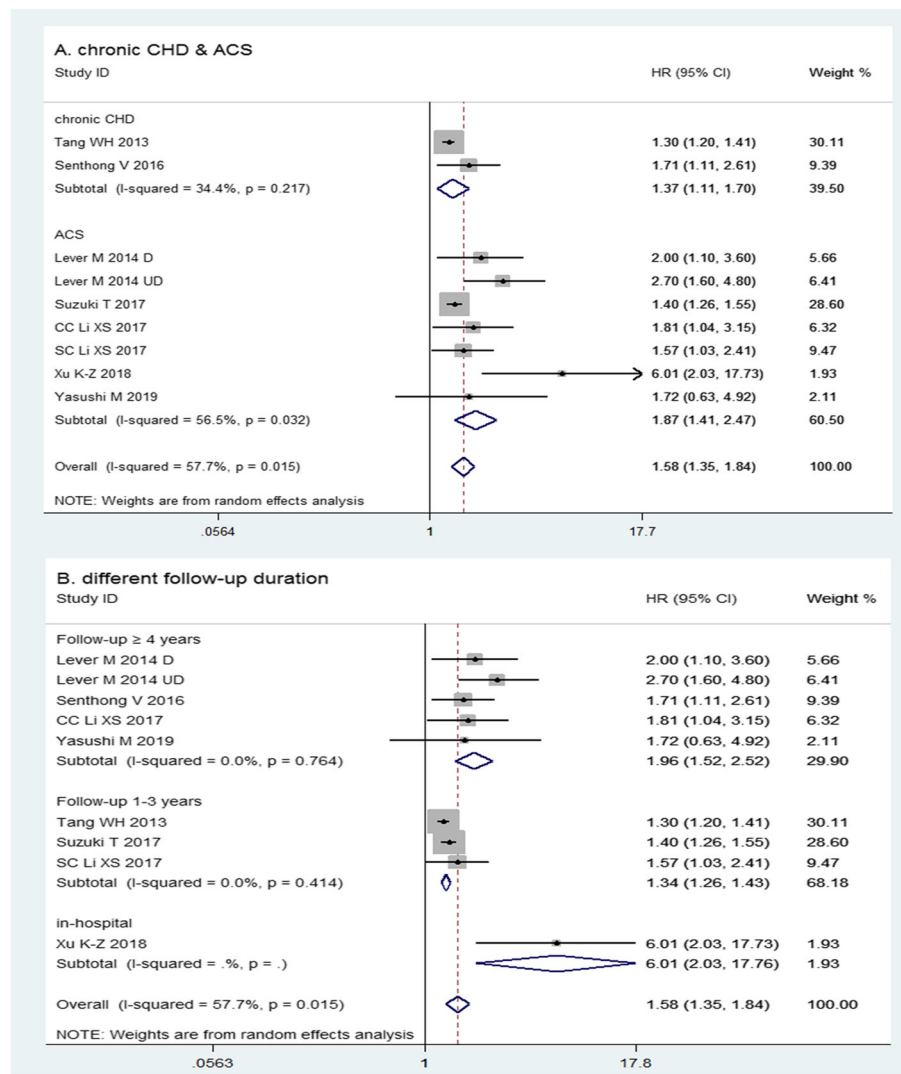 A. chronic CHD & ACS
Study ID HR (95% CI) Weight %
chronic CHD
Tang WH 2013 1.30 (1.20, 1.41) 30.11
Senthong V 2016 1.71 (1.11, 2.61) 9.39
Subtotal (I-squared = 34.4%, p = 0.217) 1.37 (1.11, 1.70) 39.50
ACS
Lever M 2014 D 2.00 (1.10, 3.60) 5.66
Lever M 2014 UD 2.70 (1.60, 4.80) 6.41
Suzuki T 2017 1.40 (1.26, 1.55) 28.60
CC Li XS 2017 1.81 (1.04, 3.15) 6.32
SC Li XS 2017 1.57 (1.03, 2.41) 9.47
Xu K-Z 2018 6.01 (2.03, 17.73) 1.93
Yasushi M 2019 1.72 (0.63, 4.92) 2.11
Subtotal (I-squared = 56.5%, p = 0.032) 1.87 (1.41, 2.47) 60.50
Overall (I-squared = 57.7%, p = 0.015) 1.58 (1.35, 1.84) 100.00
NOTE: Weights are from random effects analysis
.0564 1 17.7
B. different follow-up duration
Study ID HR (95% CI) Weight %
Follow-up ≥ 4 years
Lever M 2014 D 2.00 (1.10, 3.60) 5.66
Lever M 2014 UD 2.70 (1.60, 4.80) 6.41
Senthong V 2016 1.71 (1.11, 2.61) 9.39
CC Li XS 2017 1.81 (1.04, 3.15) 6.32
Yasushi M 2019 1.72 (0.63, 4.92) 2.11
Subtotal (I-squared = 0.0%, p = 0.764) 1.96 (1.52, 2.52) 29.90
Follow-up 1-3 years
Tang WH 2013 1.30 (1.20, 1.41) 30.11
Suzuki T 2017 1.40 (1.26, 1.55) 28.60
SC Li XS 2017 1.57 (1.03, 2.41) 9.47
Subtotal (I-squared = 0.0%, p = 0.414) 1.34 (1.26, 1.43) 68.18
in-hospital
Xu K-Z 2018 6.01 (2.03, 17.73) 1.93
Subtotal (I-squared = .%, p = .) 6.01 (2.03, 17.76) 1.93
Overall (I-squared = 57.7%, p = 0.015) 1.58 (1.35, 1.84) 100.00
NOTE: Weights are from random effects analysis
.0563 1 17.8